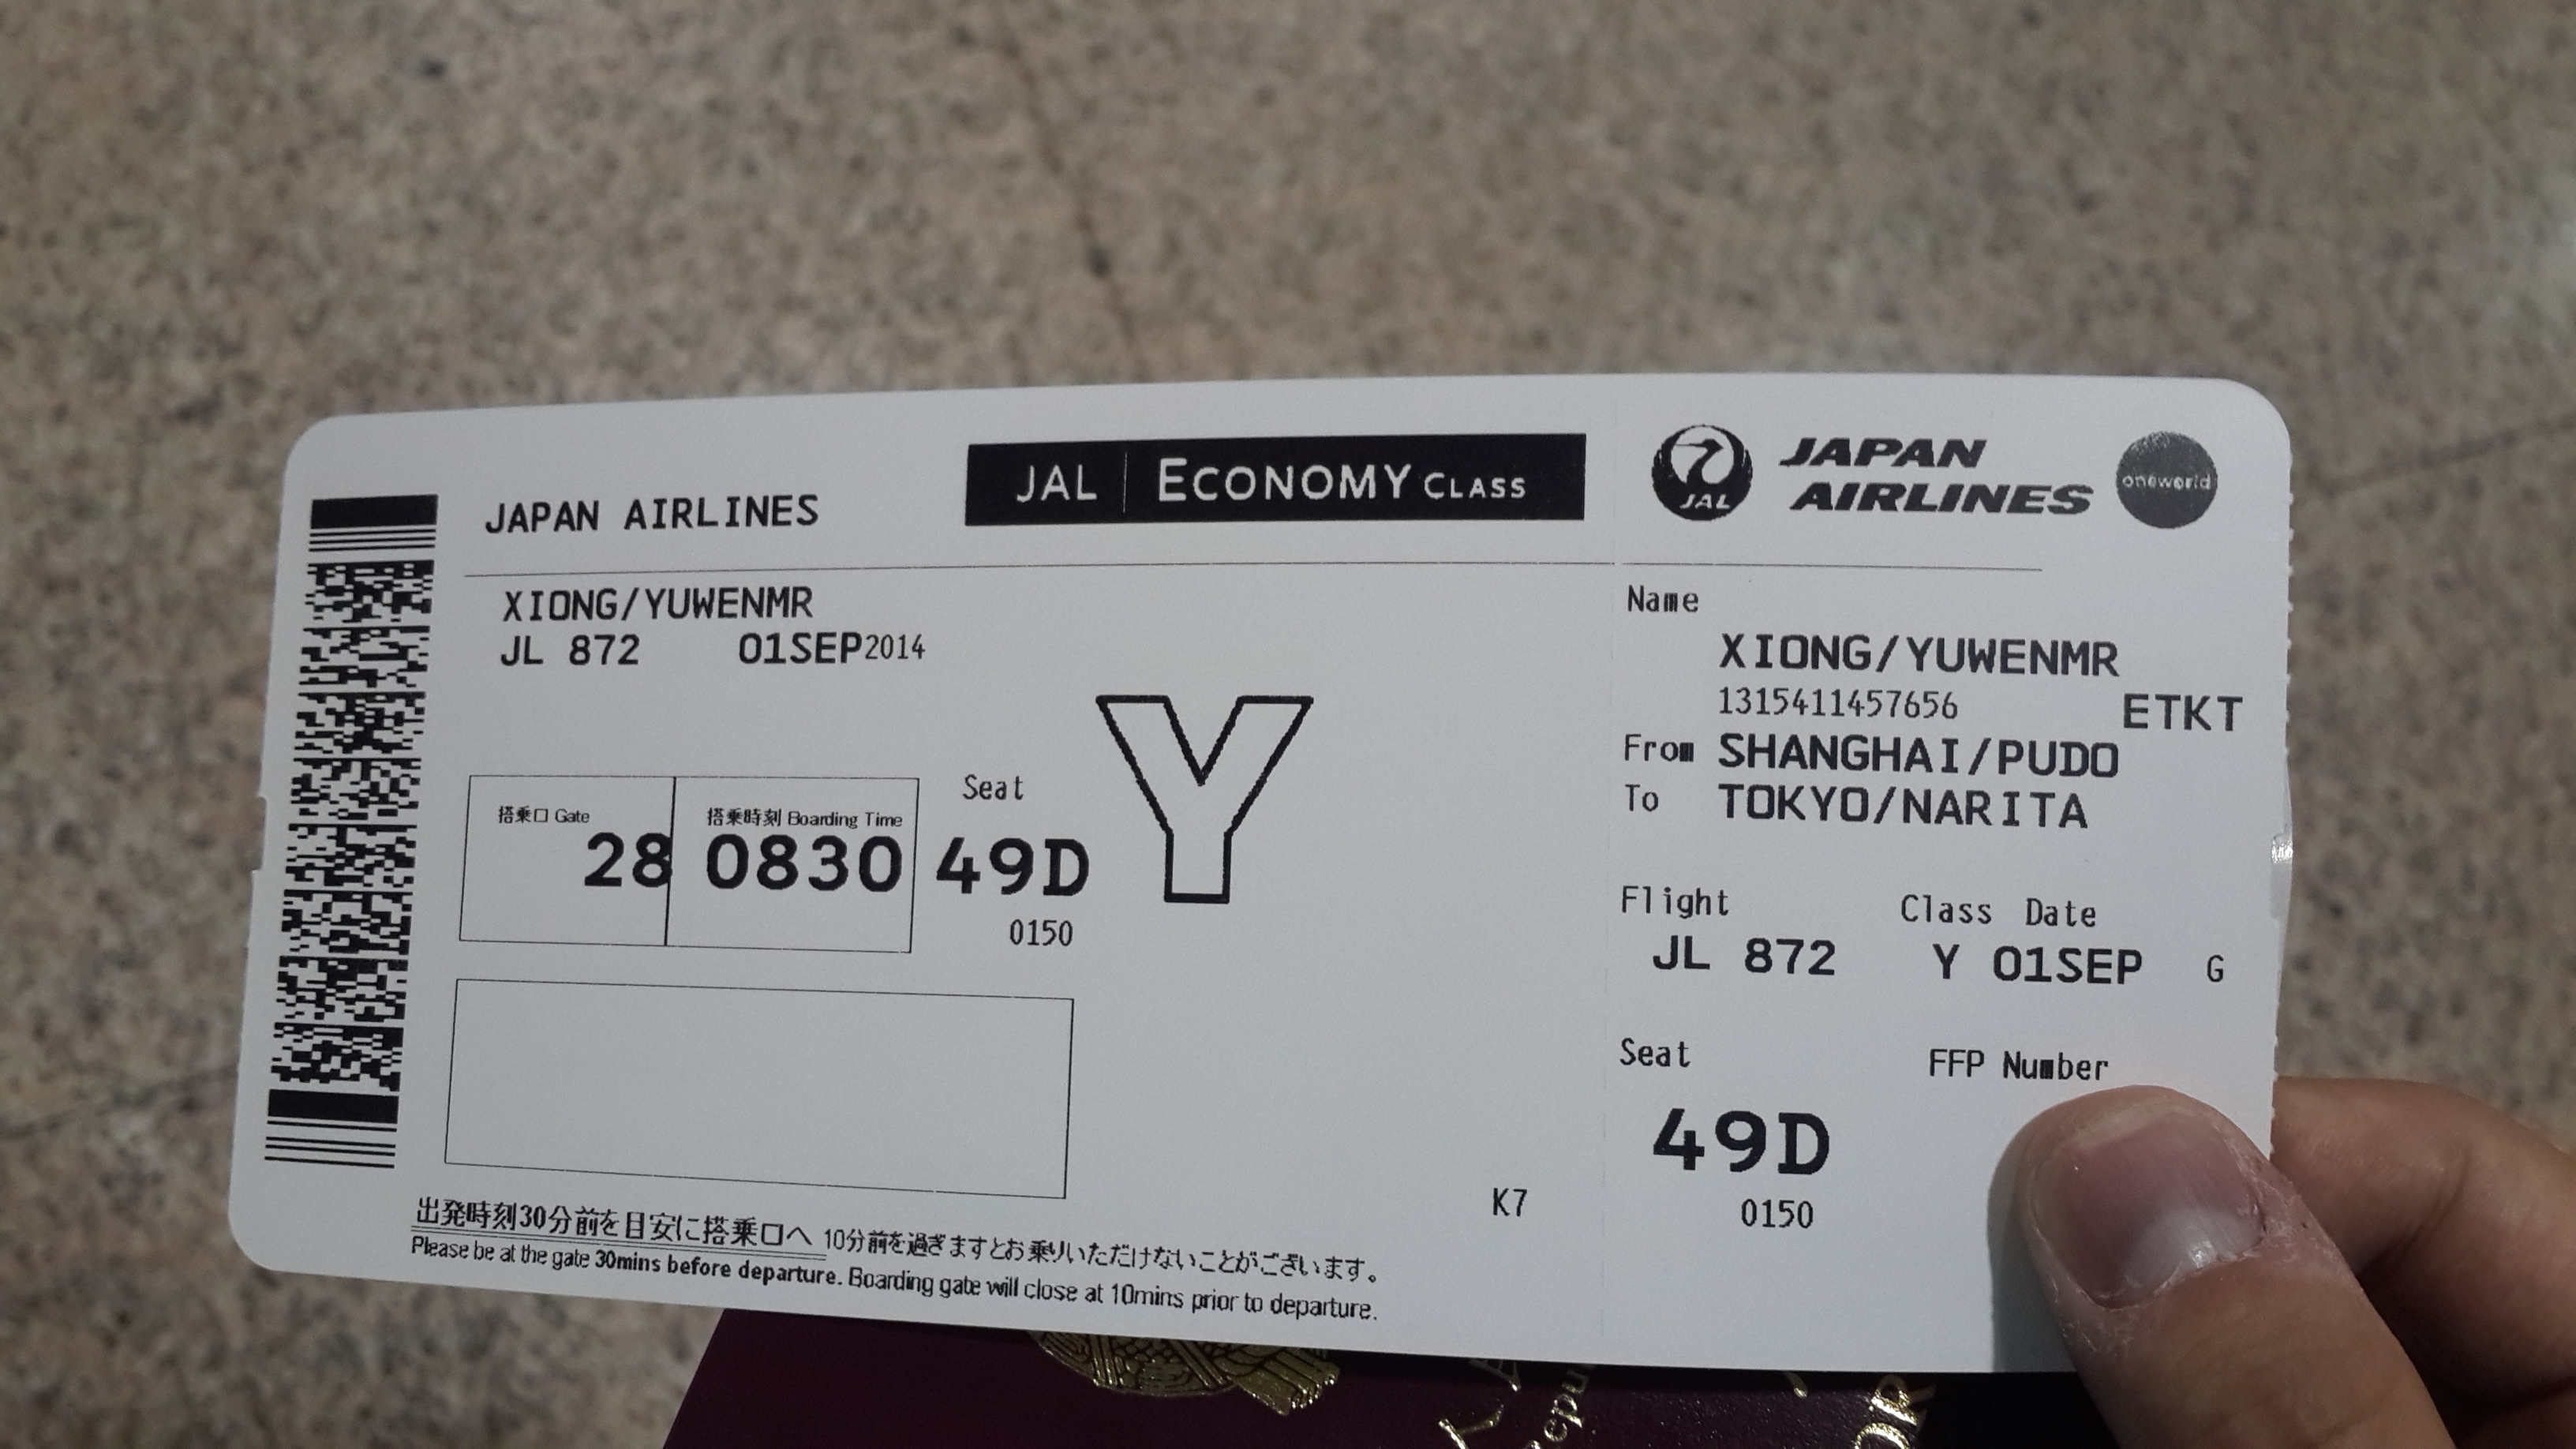 JAPAN AIRLINES
JAL ECONOMY CLASS
XIONG/YUWENMR
JL 872 01SEP2014
搭乗口 Gate
28
搭乗時刻 Boarding Time
0830
Seat
49D
0150
Y
K7
出発時刻30分前を目安に搭乗口へ 10分前を過ぎますとお乗りいただけないことがございます。
Please be at the gate 30mins before departure. Boarding gate will close at 10mins prior to departure.
JAL
JAPAN
AIRLINES
oneworld
Name
XIONG/YUWENMR
1315411457656 ETKT
From SHANGHAI/PUDO
To TOKYO/NARITA
Flight Class Date
JL 872 Y 01SEP G
Seat FFP Number
49D
0150